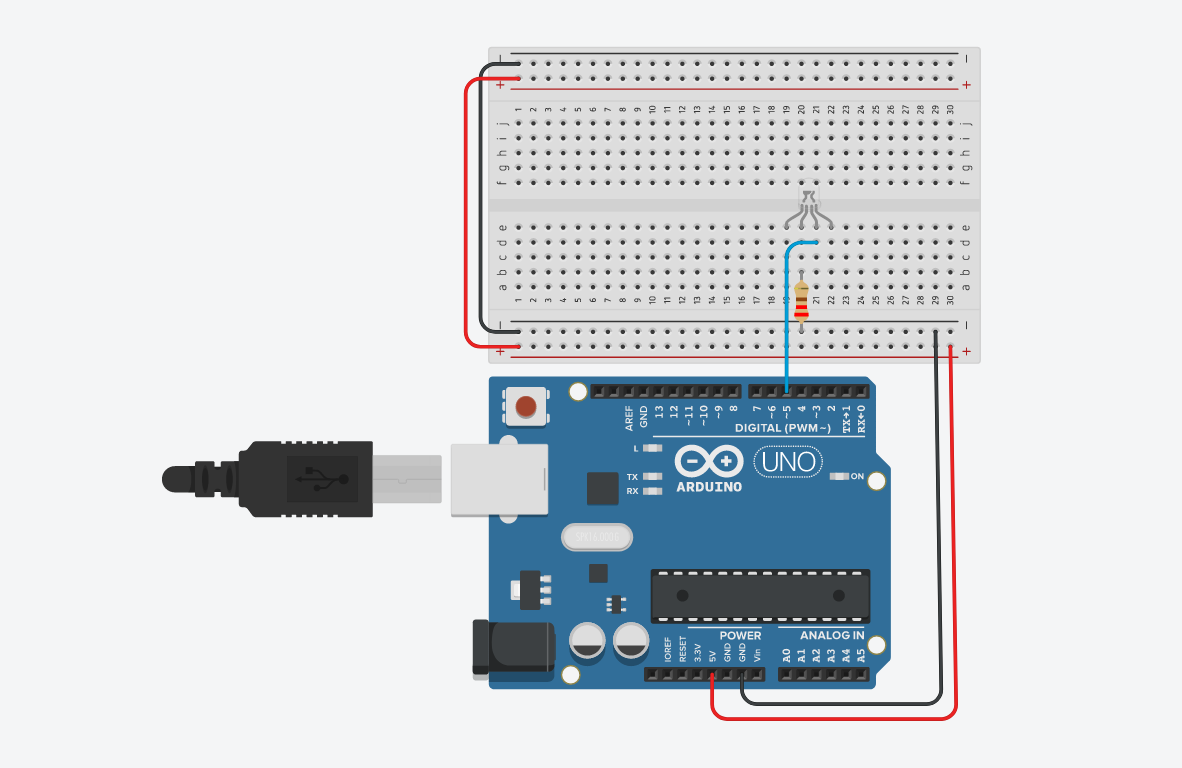 − −
+ +
1 2 3 4 5 6 7 8 9 10 11 12 13 14 15 16 17 18 19 20 21 22 23 24 25 26 27 28 29 30
j j
i i
h h
g g
f f
e e
d d
c c
b b
a a
1 2 3 4 5 6 7 8 9 10 11 12 13 14 15 16 17 18 21 22 23 24 25 26 27 28 29 30
− −
+ +
AREF GND 13 12 ~11 ~10 ~9 8 7 ~6 ~5 4 ~3 2 TX→1 RX←0
DIGITAL (PWM~)
L
TX
RX
ARDUINO
UNO
ON
POWER ANALOG IN
IOREF RESET 3.3V 5V GND GND Vin A0 A1 A2 A3 A4 A5